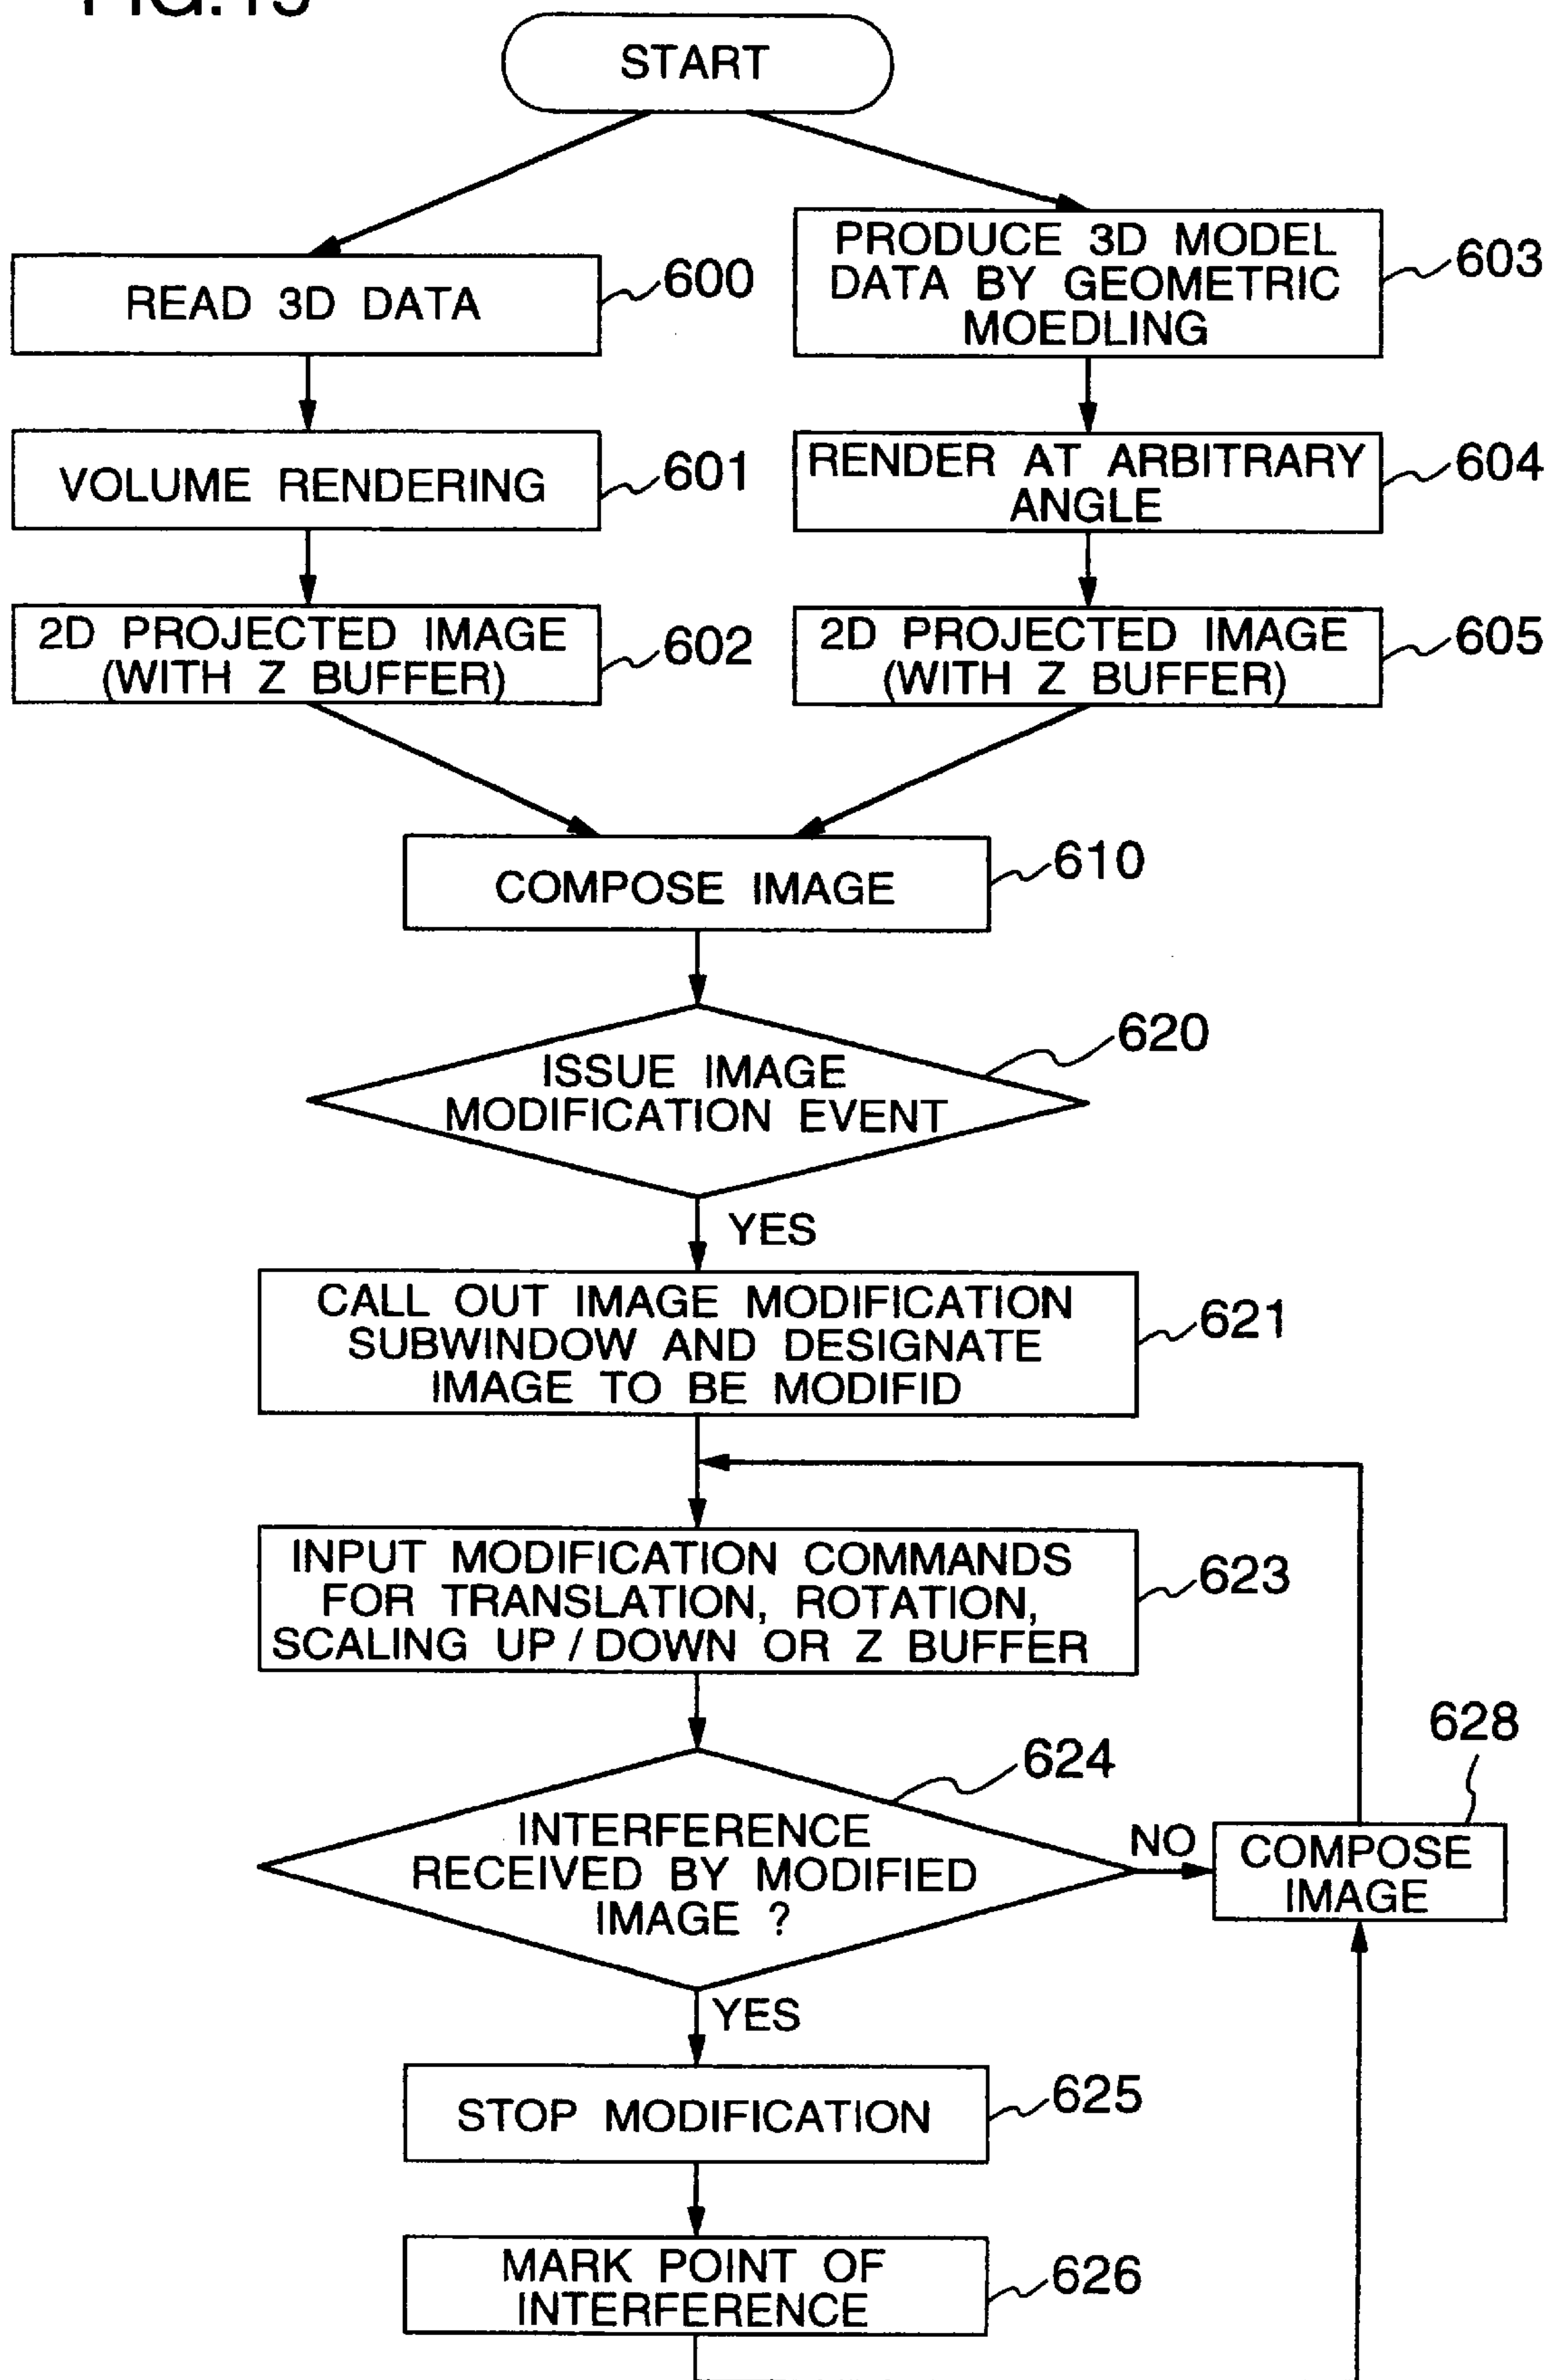 START
READ 3D DATA
600
PRODUCE 3D MODEL
DATA BY GEOMETRIC
MOEDLING
603
VOLUME RENDERING
601
RENDER AT ARBITRARY
ANGLE
604
2D PROJECTED IMAGE
(WITH Z BUFFER)
602
2D PROJECTED IMAGE
(WITH Z BUFFER)
605
COMPOSE IMAGE
610
ISSUE IMAGE
MODIFICATION EVENT
620
YES
CALL OUT IMAGE MODIFICATION
SUBWINDOW AND DESIGNATE
IMAGE TO BE MODIFID
621
INPUT MODIFICATION COMMANDS
FOR TRANSLATION, ROTATION,
SCALING UP / DOWN OR Z BUFFER
623
INTERFERENCE
RECEIVED BY MODIFIED
IMAGE ?
624
NO
COMPOSE
IMAGE
628
YES
STOP MODIFICATION
625
MARK POINT OF
INTERFERENCE
626